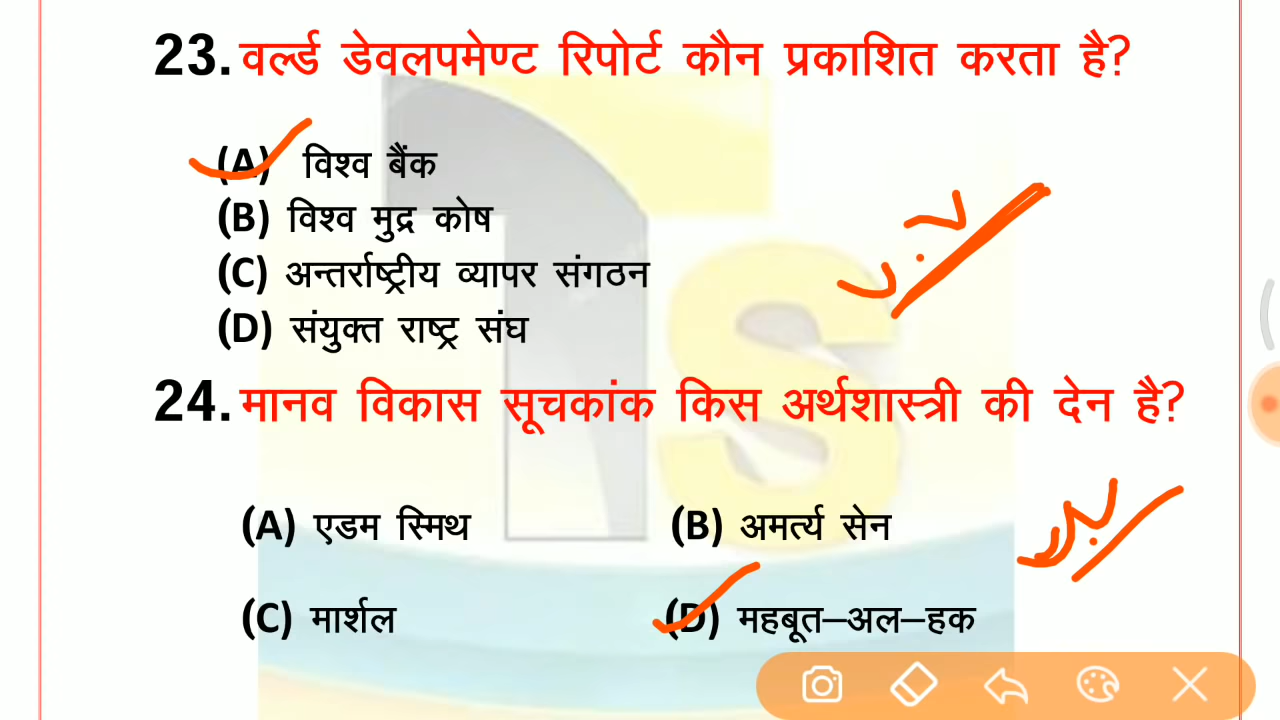 23. वर्ल्ड डेवलपमेण्ट रिपोर्ट कौन प्रकाशित करता है?
(A) विश्व बैंक
(B) विश्व मुद्र कोष
(C) अन्तर्राष्ट्रीय व्यापर संगठन
(D) संयुक्त राष्ट्र संघ
24. मानव विकास सूचकांक किस अर्थशास्त्री की देन है?
(A) एडम स्मिथ (B) अमर्त्य सेन
(C) मार्शल (D) महबूत–अल–हक